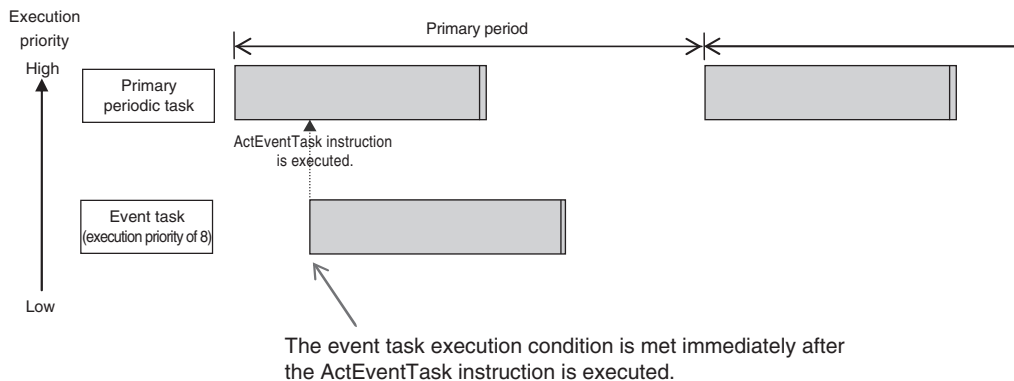 Execution
priority
High
Primary period
Primary
periodic task
ActEventTask instruction
is executed.
Event task
(execution priority of 8)
Low
The event task execution condition is met immediately after
the ActEventTask instruction is executed.